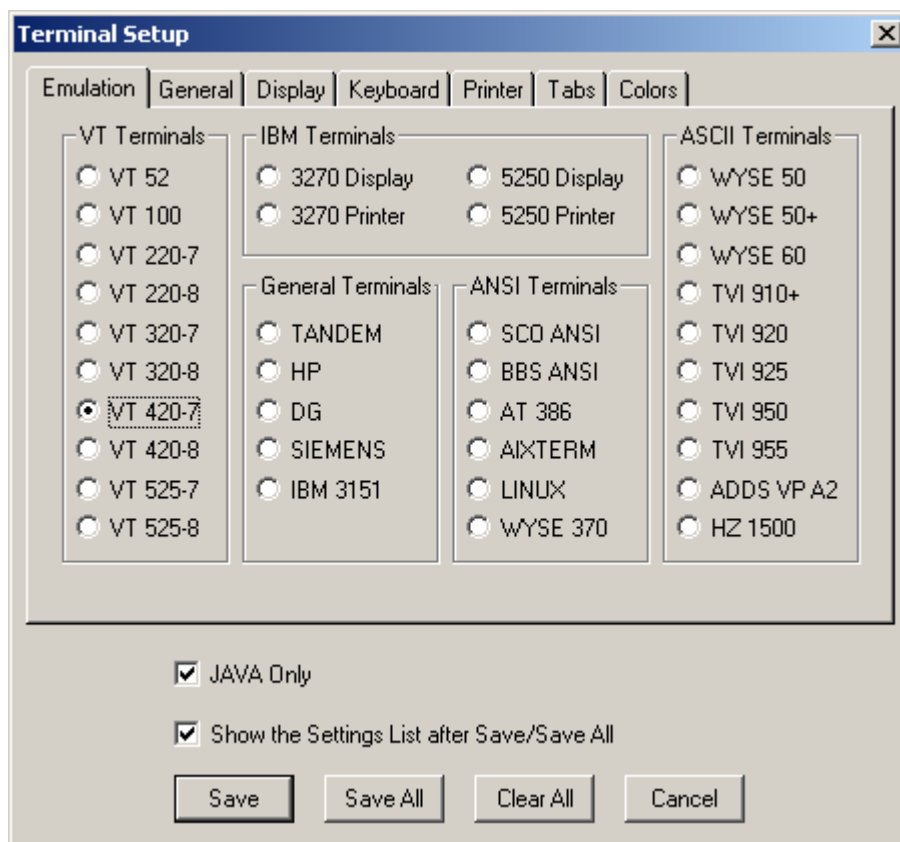 Terminal Setup
Emulation General Display Keyboard Printer Tabs Colors
VT Terminals
VT 52
VT 100
VT 220-7
VT 220-8
VT 320-7
VT 320-8
VT 420-7
VT 420-8
VT 525-7
VT 525-8
IBM Terminals
3270 Display 5250 Display
3270 Printer 5250 Printer
General Terminals
TANDEM
HP
DG
SIEMENS
IBM 3151
ANSI Terminals
SCO ANSI
BBS ANSI
AT 386
AIXTERM
LINUX
WYSE 370
ASCII Terminals
WYSE 50
WYSE 50+
WYSE 60
TVI 910+
TVI 920
TVI 925
TVI 950
TVI 955
ADDS VP A2
HZ 1500
JAVA Only
Show the Settings List after Save/Save All
Save Save All Clear All Cancel